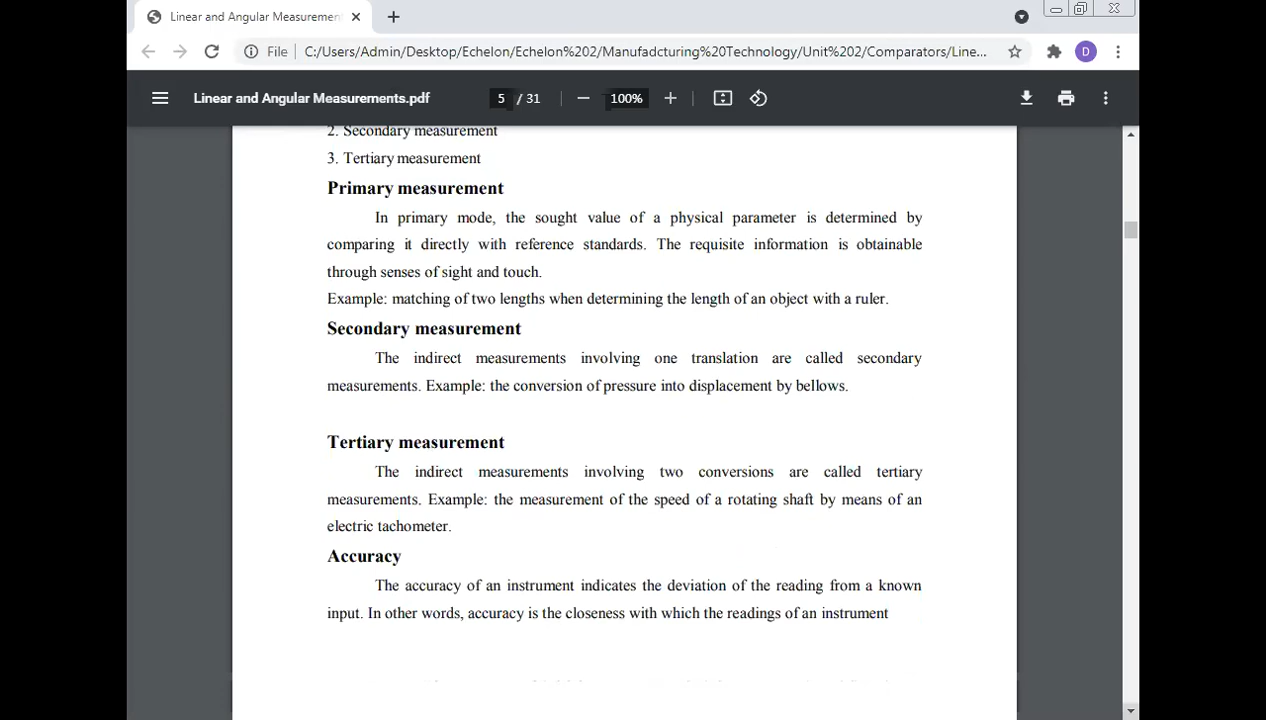 Linear and Angular Measurement
File C:/Users/Admin/Desktop/Echelon/Echelon%202/Manufadcturing%20Technology/Unit%202/Comparators/Line... D
Linear and Angular Measurements.pdf 5 / 31 100%
2. Secondary measurement
3. Tertiary measurement
Primary measurement
In primary mode, the sought value of a physical parameter is determined by
comparing it directly with reference standards. The requisite information is obtainable
through senses of sight and touch.
Example: matching of two lengths when determining the length of an object with a ruler.
Secondary measurement
The indirect measurements involving one translation are called secondary
measurements. Example: the conversion of pressure into displacement by bellows.
Tertiary measurement
The indirect measurements involving two conversions are called tertiary
measurements. Example: the measurement of the speed of a rotating shaft by means of an
electric tachometer.
Accuracy
The accuracy of an instrument indicates the deviation of the reading from a known
input. In other words, accuracy is the closeness with which the readings of an instrument